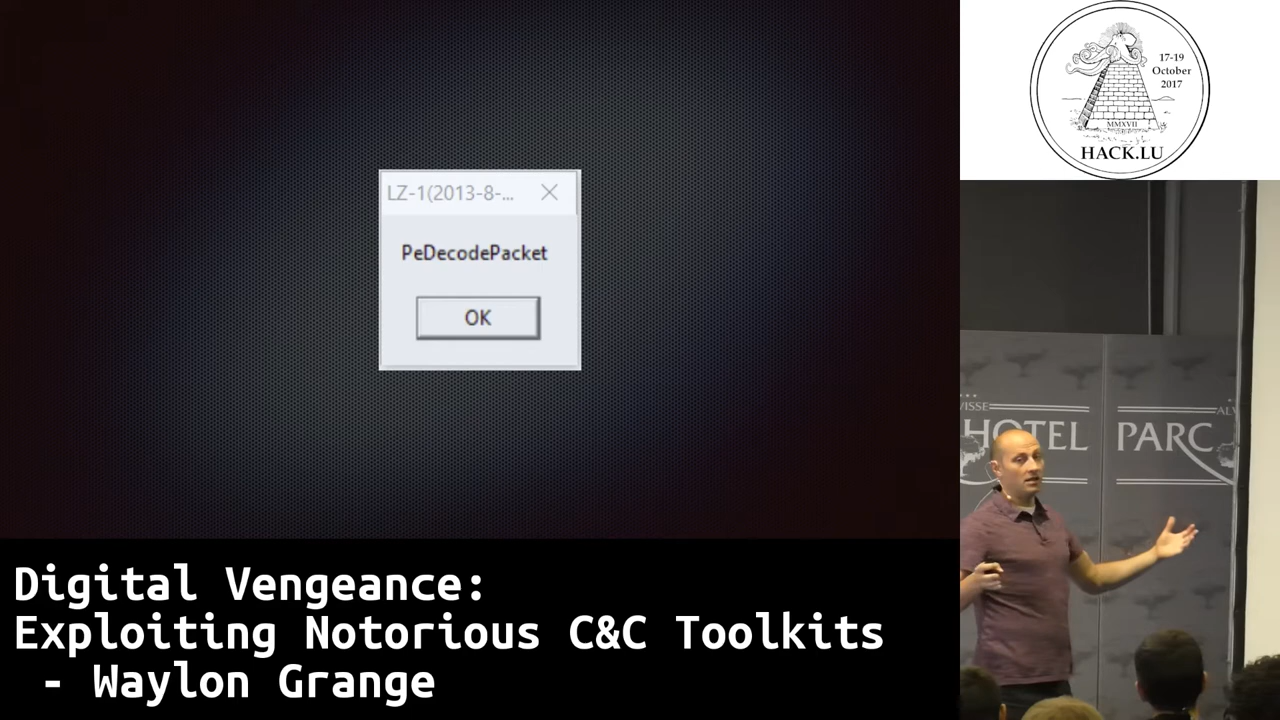 LZ-1(2013-8-...
PeDecodePacket
OK
Digital Vengeance:
Exploiting Notorious C&C Toolkits
- Waylon Grange
17-19
October
2017
MMXVII
HACK.LU
HOTEL
PARC